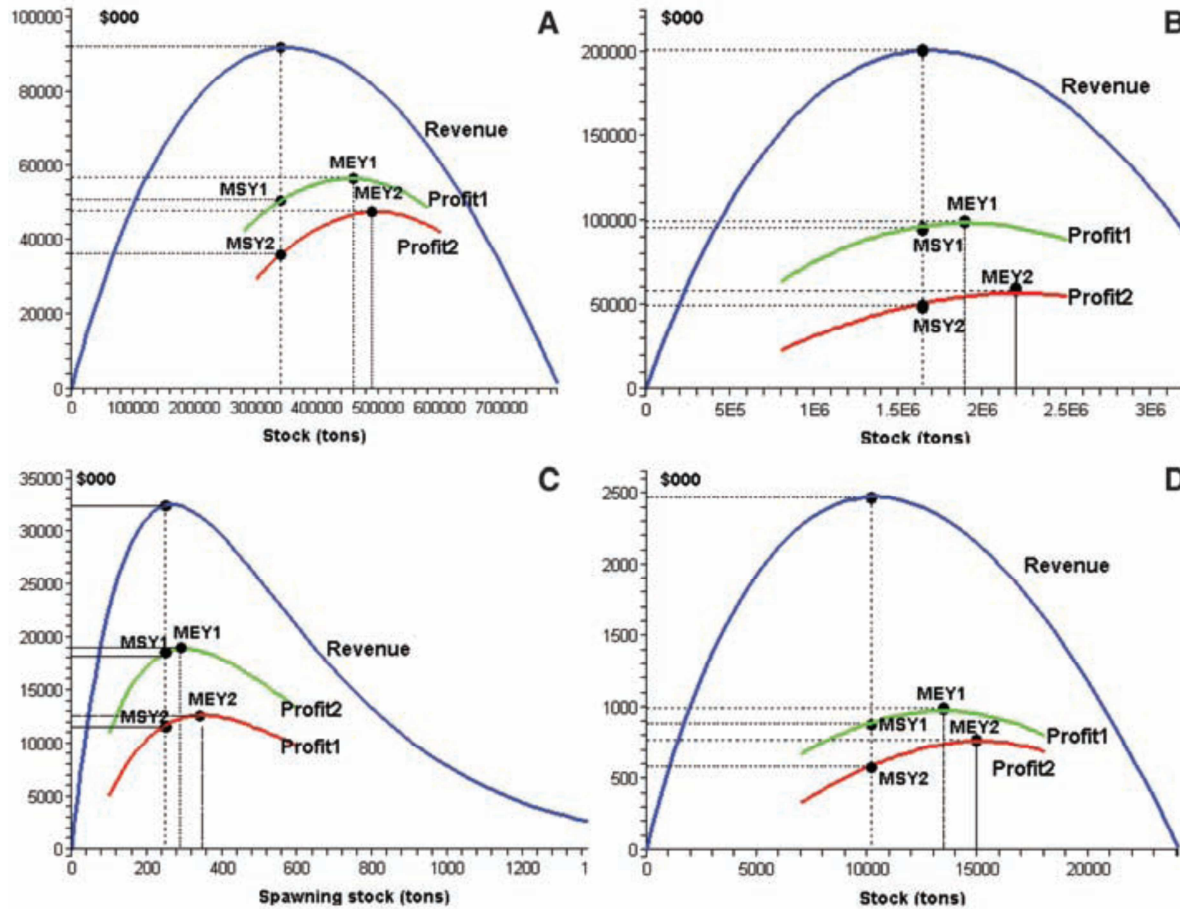 A
$000
100000
80000
60000
40000
20000
0
Revenue
MEY1
MSY1
MEY2
Profit1
MSY2
Profit2
0 100000 200000 300000 400000 500000 600000 700000
Stock (tons)
B
$000
200000
150000
100000
50000
0
Revenue
MEY1
MSY1
Profit1
MEY2
Profit2
MSY2
0 5E5 1E6 1.5E6 2E6 2.5E6 3E6
Stock (tons)
C
$000
35000
30000
25000
20000
15000
10000
5000
0
Revenue
MSY1 MEY1
MEY2
Profit2
MSY2
Profit1
0 200 400 600 800 1000 1200 1
Spawning stock (tons)
D
$000
2500
2000
1500
1000
500
0
Revenue
MEY1
MSY1 MEY2
Profit1
Profit2
MSY2
0 5000 10000 15000 20000
Stock (tons)